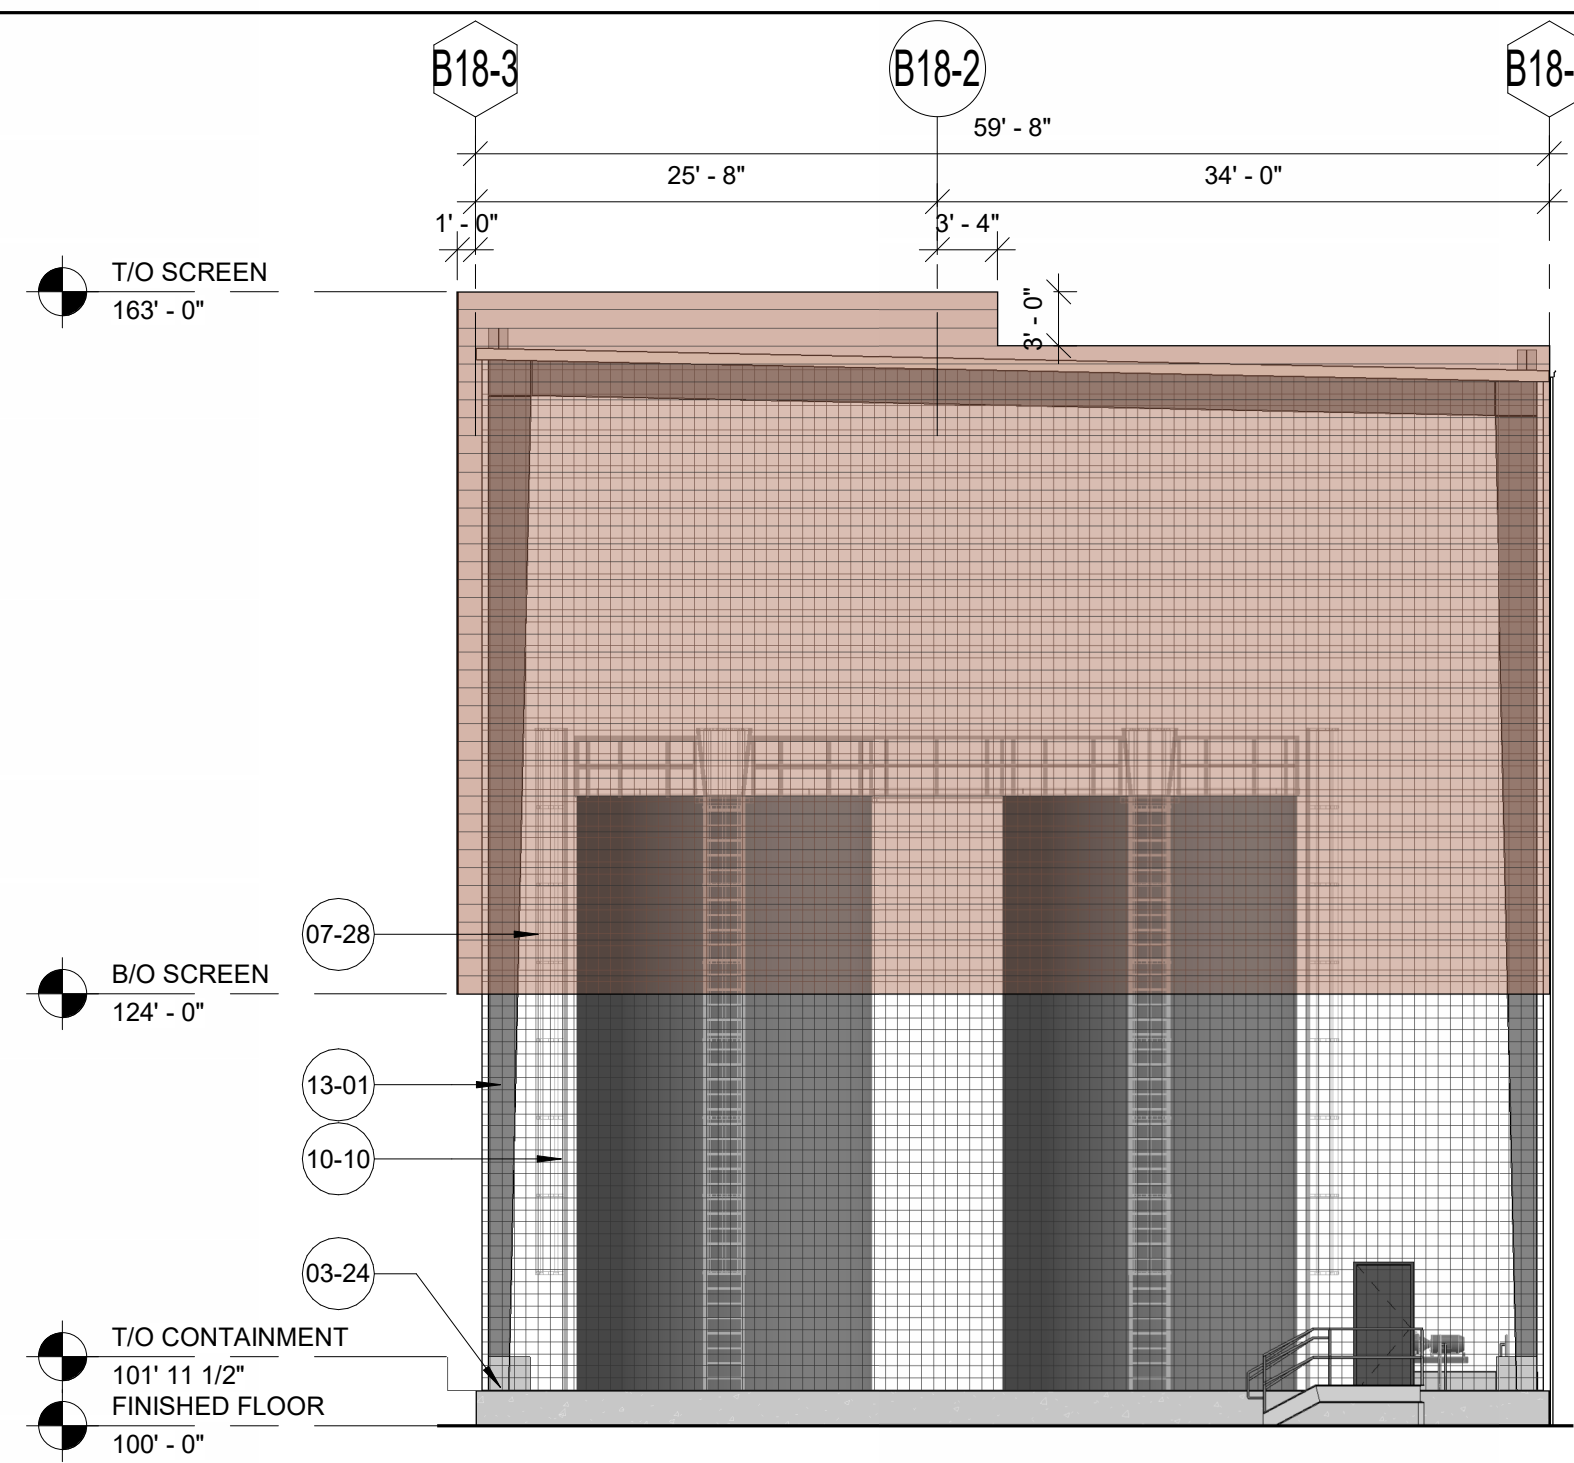 B18-3
B18-2
B18-
59' - 8"
25' - 8"
34' - 0"
1' - 0"
3' - 4"
3' - 0"
T/O SCREEN
163' - 0"
07-28
B/O SCREEN
124' - 0"
13-01
10-10
03-24
T/O CONTAINMENT
101' 11 1/2"
FINISHED FLOOR
100' - 0"